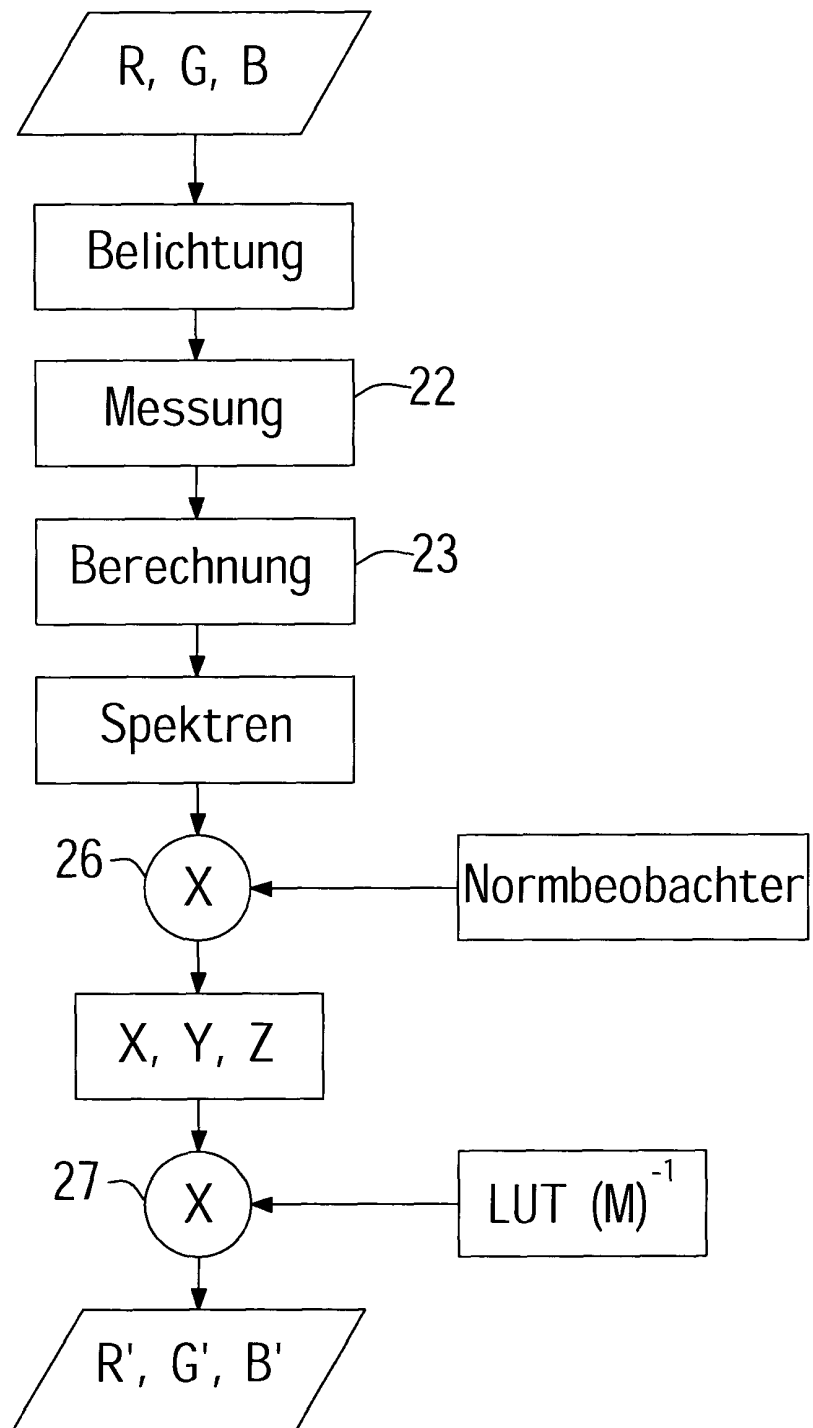 R, G, B
Belichtung
Messung
22
Berechnung
23
Spektren
26
X
Normbeobachter
X, Y, Z
27
X
LUT (M)⁻¹
R', G', B'